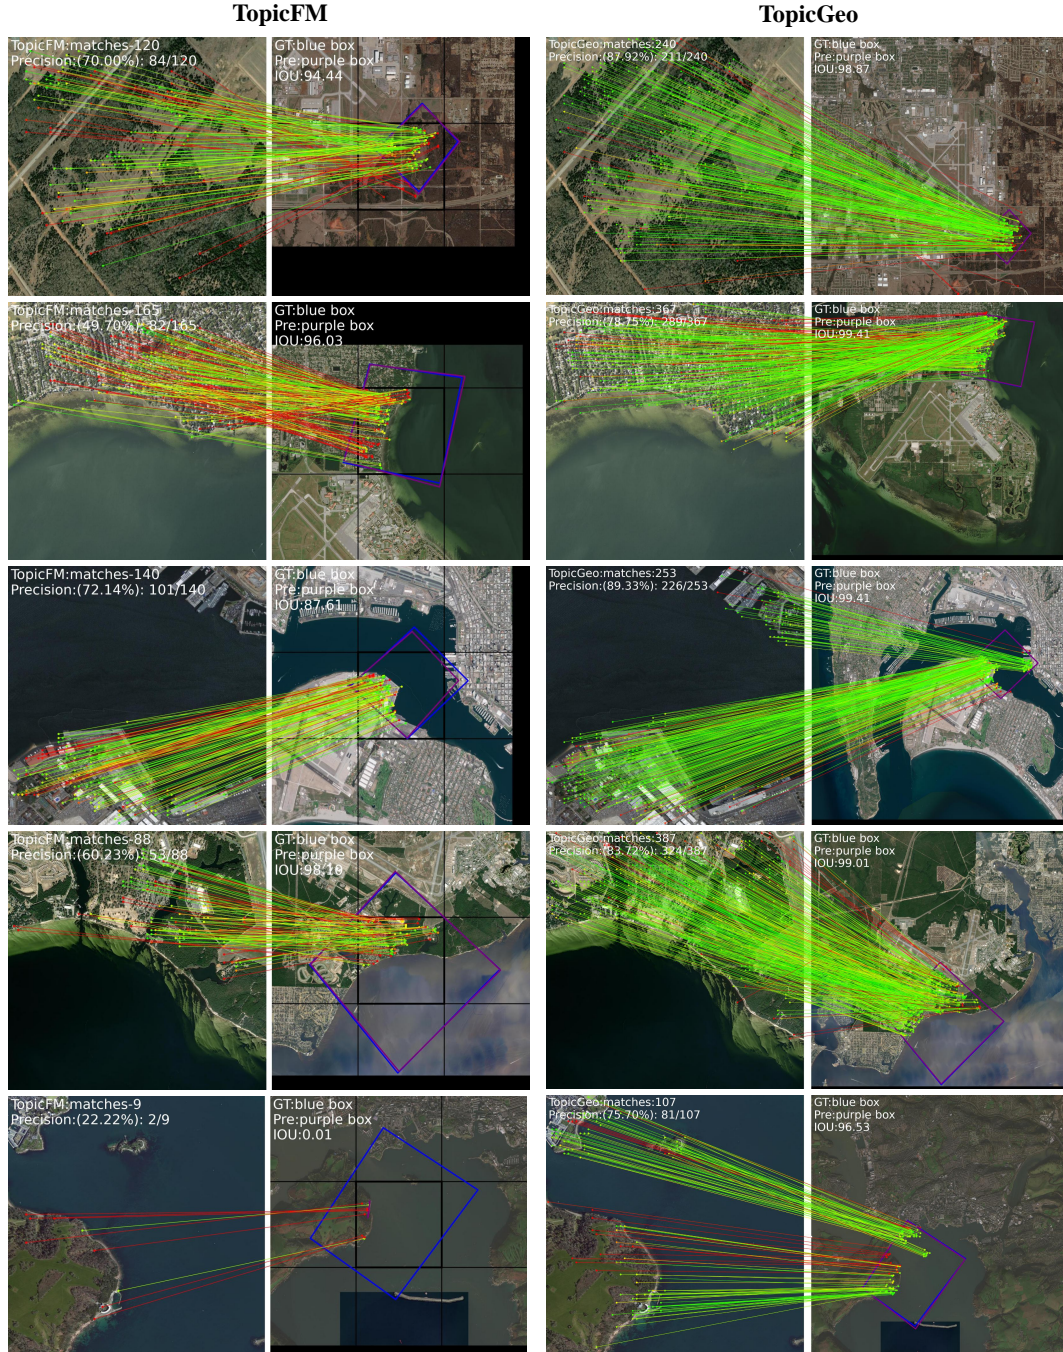 TopicFM
TopicGeo
TopicFM:matches-120
Precision:(70.00%) 84/120
GT:blue box
Pre:purple box
IOU:94.44
TopicGeo:matches:240
Precision:(87.92%): 211/240
GT:blue box
Pre:purple box
IOU:98.87
TopicFM:matches-165
Precision:(49.70%): 82/165
GT:blue box
Pre:purple box
IOU:96.03
TopicGeo:matches:367
Precision:(78.75%): 289/367
GT:blue box
Pre:purple box
IOU:99.41
TopicFM:matches-140
Precision:(72.14%): 101/140
GT:blue box
Pre:purple box
IOU:87.61
TopicGeo:matches:253
Precision:(89.33%): 226/253
GT:blue box
Pre:purple box
IOU:99.41
TopicFM:matches-88
Precision:(60.23%): 53/88
GT:blue box
Pre:purple box
IOU:98.10
TopicGeo:matches:387
Precision:(83.72%): 324/387
GT:blue box
Pre:purple box
IOU:99.01
TopicFM:matches-9
Precision:(22.22%): 2/9
GT:blue box
Pre:purple box
IOU:0.01
TopicGeo:matches:107
Precision:(75.70%): 81/107
GT:blue box
Pre:purple box
IOU:96.53